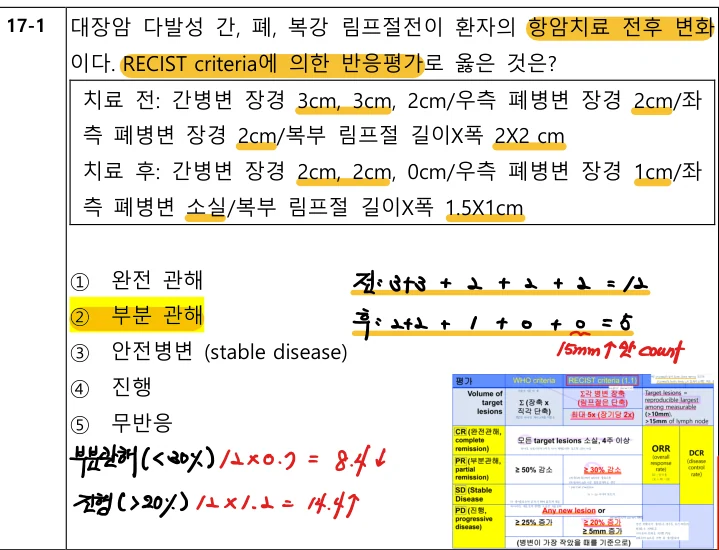 17-1
대장암 다발성 간, 폐, 복강 림프절전이 환자의 항암치료 전후 변화
이다. RECIST criteria에 의한 반응평가로 옳은 것은?
치료 전: 간병변 장경 3cm, 3cm, 2cm/우측 폐병변 장경 2cm/좌
측 폐병변 장경 2cm/복부 림프절 길이X폭 2X2 cm
치료 후: 간병변 장경 2cm, 2cm, 0cm/우측 폐병변 장경 1cm/좌
측 폐병변 소실/복부 림프절 길이X폭 1.5X1cm
① 완전 관해
② 부분 관해
③ 안전병변 (stable disease)
④ 진행
⑤ 무반응
전: 3+3 + 2 + 2 + 2 = 12
후: 2+2 + 1 + 0 + 0 = 5
15mm↑만 count
부분관해(<30%) 12×0.7 = 8.4↓
진행(>20%) 12×1.2 = 14.4↑
평가 WHO criteria RECIST criteria (1.1)
Volume of
target
lesions
Σ (장축 x
직각 단축)
Σ각 병변 장축
(림프절은 단축)
최대 5x (장기당 2x)
Target lesions =
reproducible largest
among measurable
(>10mm),
>15mm of lymph node
CR (완전관해,
complete
remission)
모든 target lesions 소실, 4주 이상
PR (부분관해,
partial
remission)
≥ 50% 감소
≥ 30% 감소
SD (Stable
Disease
PD (진행,
progressive
disease)
Any new lesion or
≥ 25% 증가
≥ 20% 증가
≥ 5mm 증가
(병변이 가장 작았을 때를 기준으로)
ORR
(overall
response
rate)
DCR
(disease
control
rate)